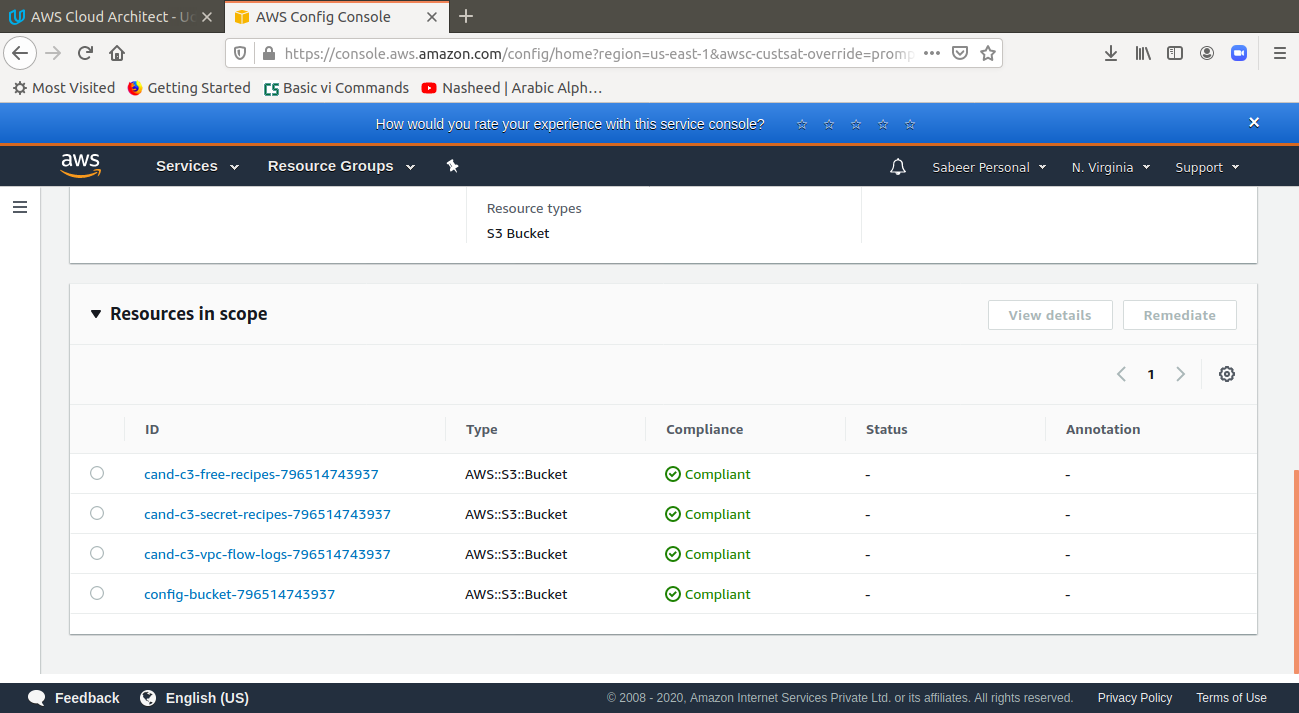 AWS Cloud Architect - Uc
AWS Config Console
https://console.aws.amazon.com/config/home?region=us-east-1&awsc-custsat-override=promp
Most Visited
Getting Started
CS
Basic vi Commands
Nasheed | Arabic Alph…
How would you rate your experience with this service console?
aws
Services
Resource Groups
Sabeer Personal
N. Virginia
Support
Resource types
S3 Bucket
Resources in scope
View details
Remediate
1
ID Type Compliance Status Annotation
cand-c3-free-recipes-796514743937 AWS::S3::Bucket Compliant - -
cand-c3-secret-recipes-796514743937 AWS::S3::Bucket Compliant - -
cand-c3-vpc-flow-logs-796514743937 AWS::S3::Bucket Compliant - -
config-bucket-796514743937 AWS::S3::Bucket Compliant - -
Feedback
English (US)
© 2008 - 2020, Amazon Internet Services Private Ltd. or its affiliates. All rights reserved.
Privacy Policy
Terms of Use